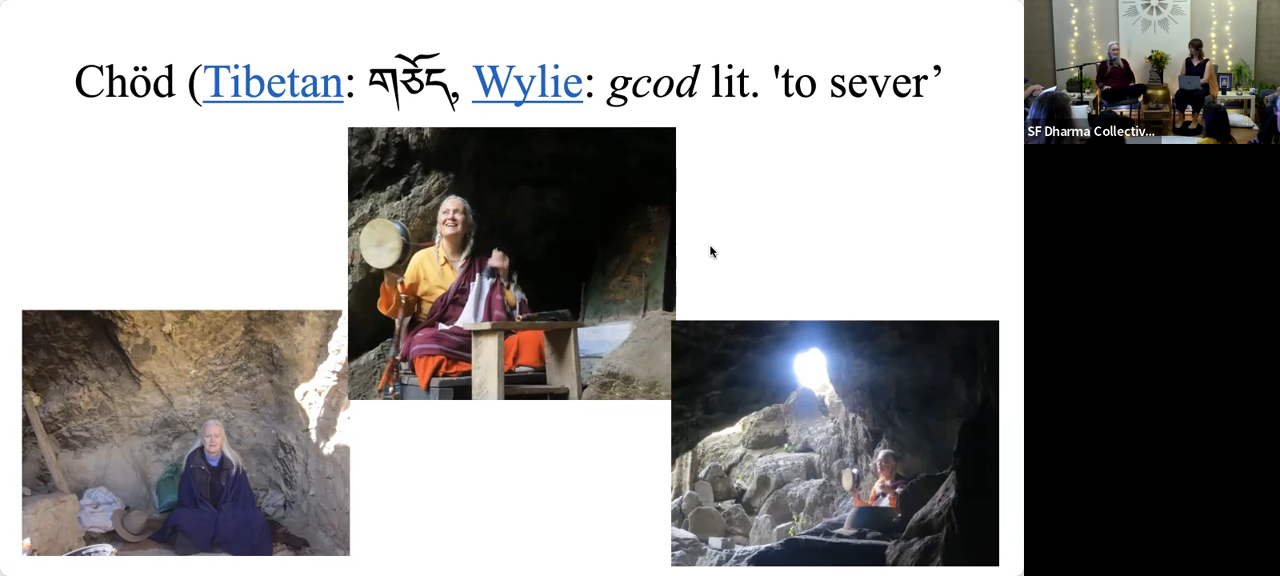 Chöd (Tibetan: གཅོད, Wylie: gcod lit. 'to sever’
SF Dharma Collectiv...